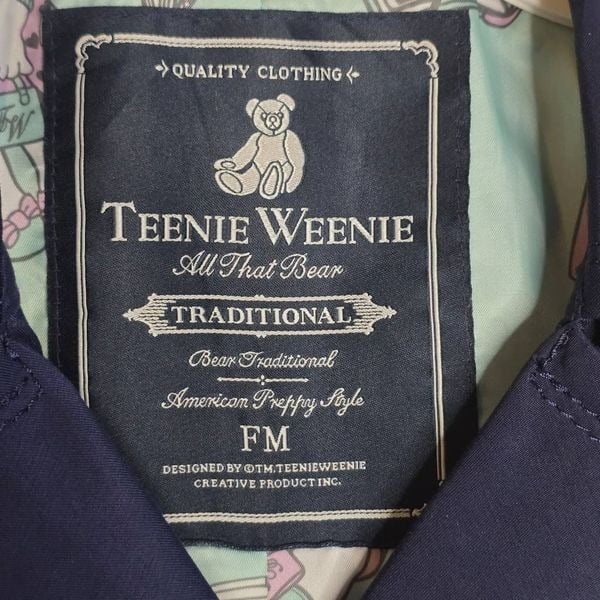 QUALITY CLOTHING
TEENIE WEENIE
All That Bear
TRADITIONAL
Bear Traditional
American Preppy Style
FM
DESIGNED BY ©TM.TEENIEWEENIE
CREATIVE PRODUCT INC.